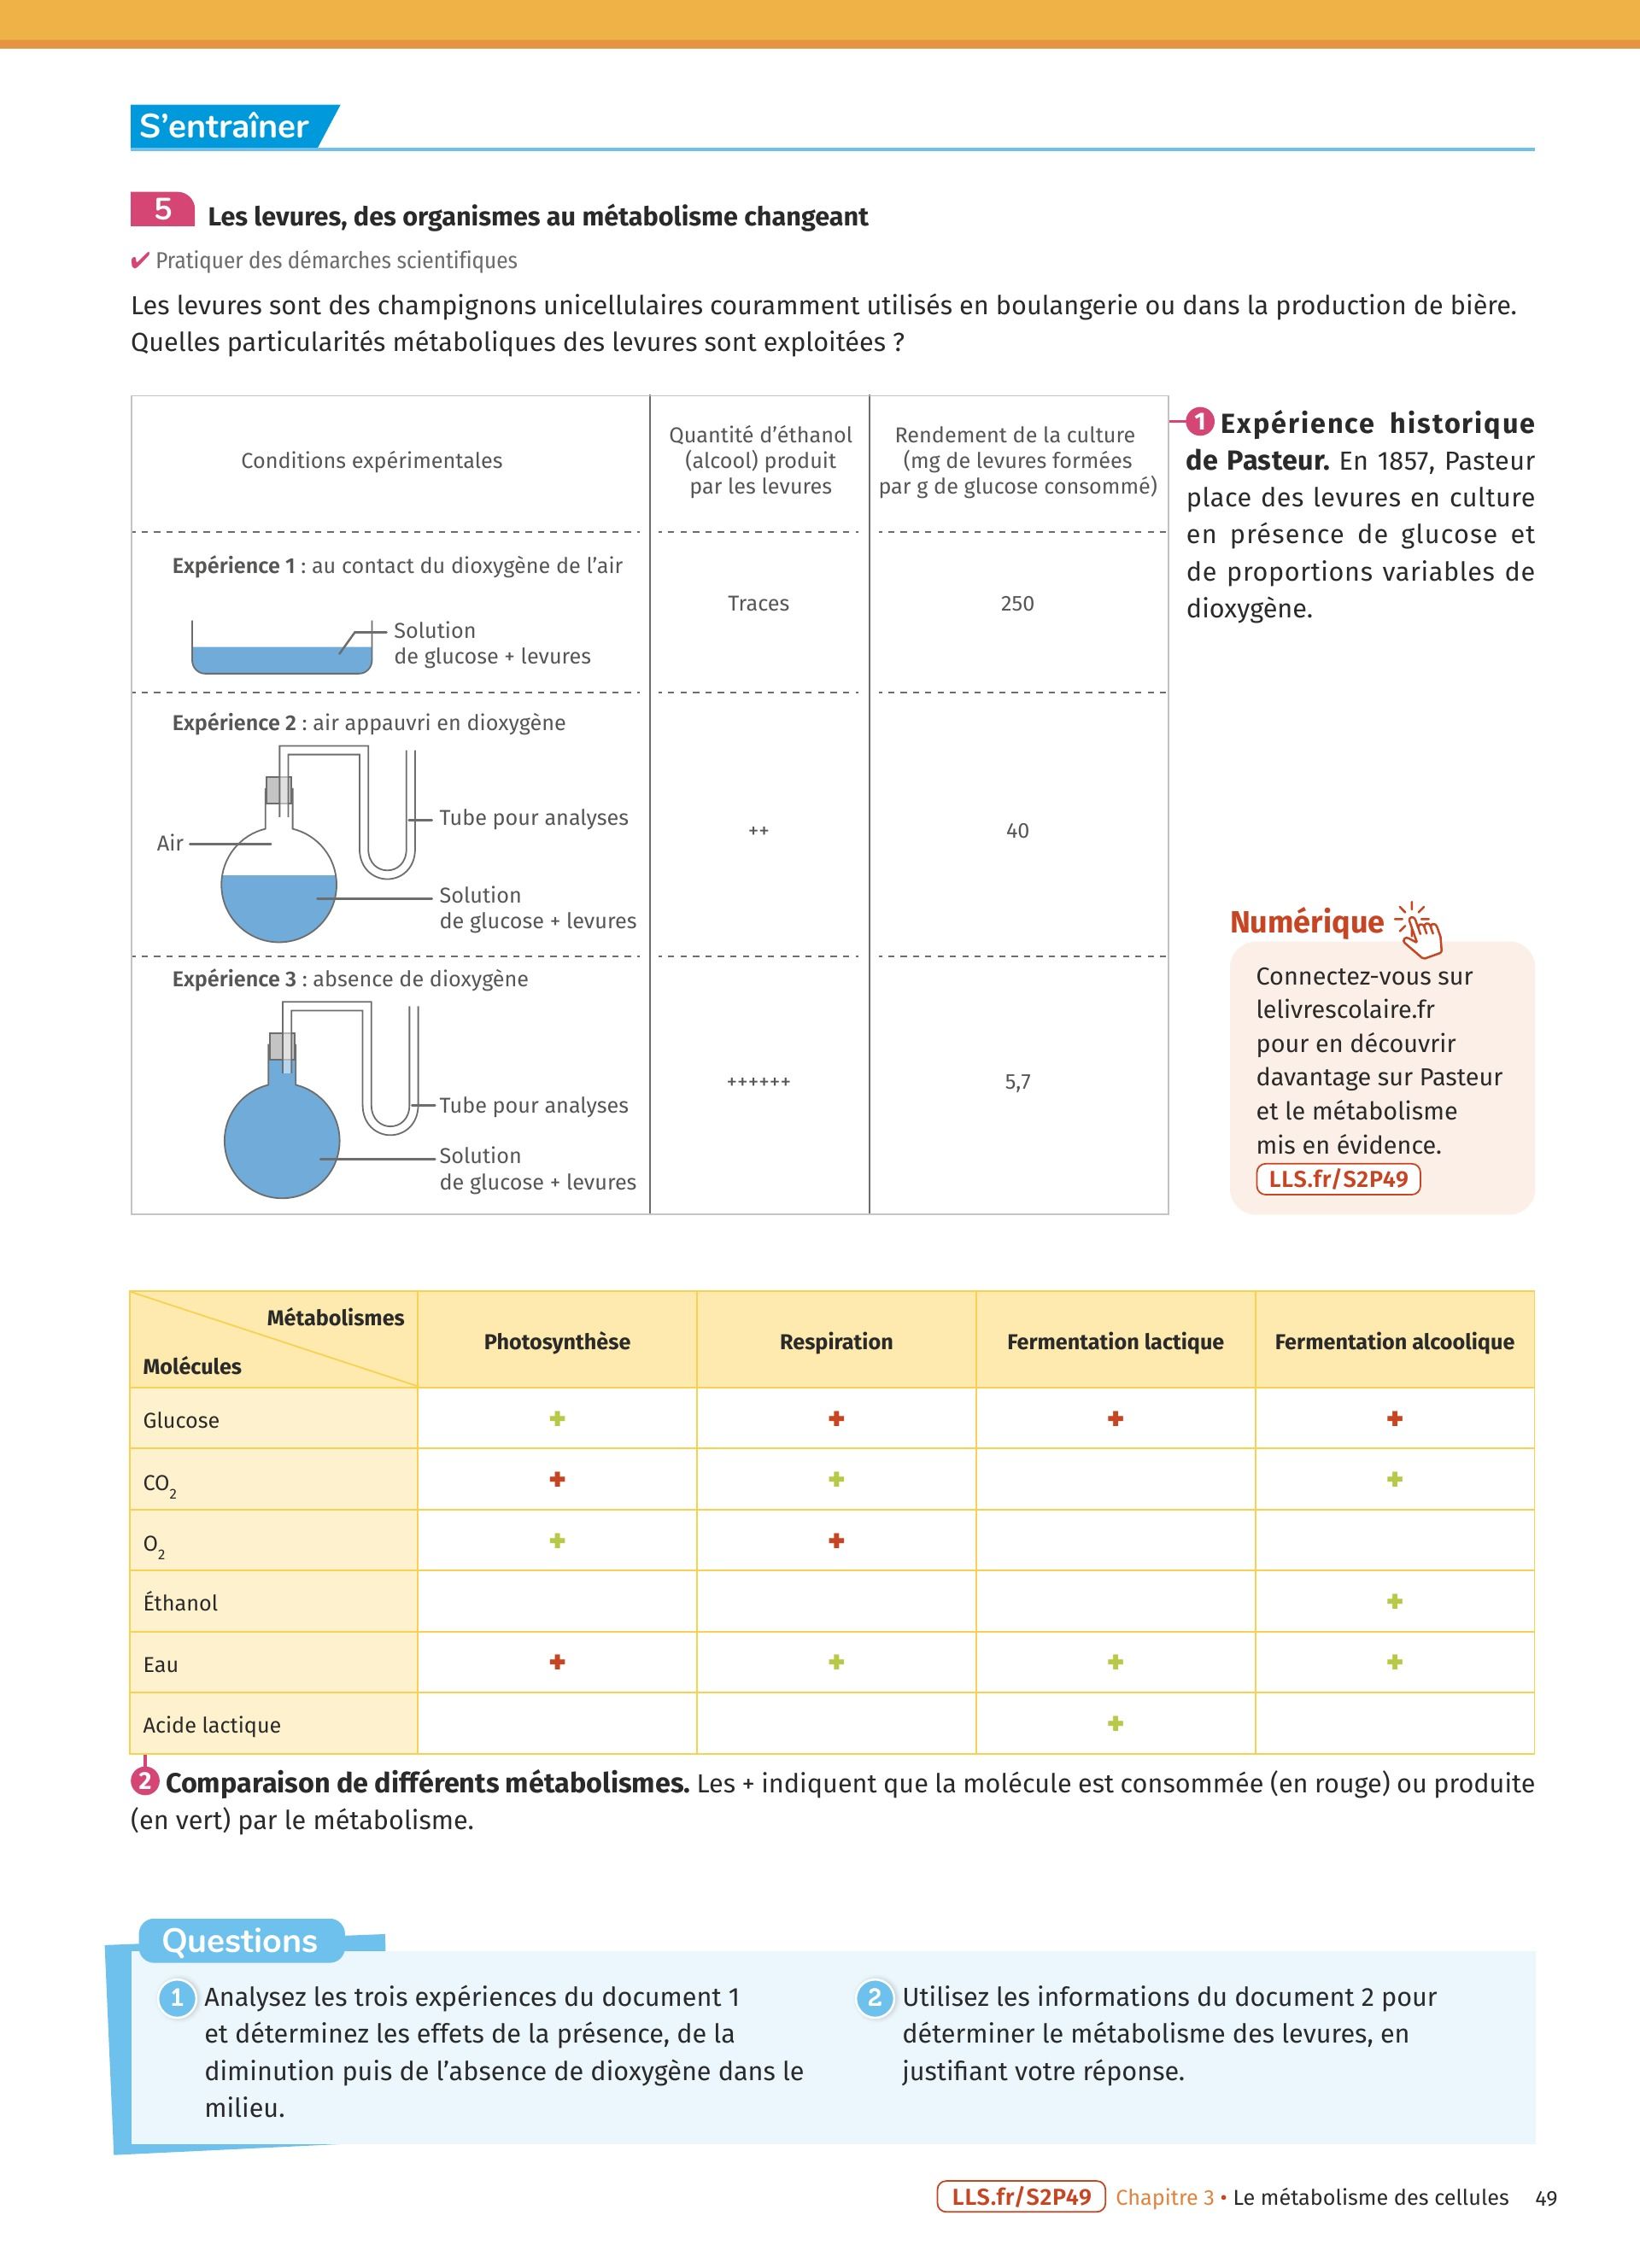 S'entraîner
5 Les levures, des organismes au métabolisme changeant
✔ Pratiquer des démarches scientifiques
Les levures sont des champignons unicellulaires couramment utilisés en boulangerie ou dans la production de bière.
Quelles particularités métaboliques des levures sont exploitées ?
Conditions expérimentales
Quantité d'éthanol
(alcool) produit
par les levures
Rendement de la culture
(mg de levures formées
par g de glucose consommé)
Expérience 1 : au contact du dioxygène de l'air
Solution
de glucose + levures
Traces
250
Expérience 2 : air appauvri en dioxygène
Tube pour analyses
Air
Solution
de glucose + levures
++
40
Expérience 3 : absence de dioxygène
Tube pour analyses
Solution
de glucose + levures
++++++
5,7
1 Expérience historique
de Pasteur. En 1857, Pasteur
place des levures en culture
en présence de glucose et
de proportions variables de
dioxygène.
Numérique
Connectez-vous sur
lelivrescolaire.fr
pour en découvrir
davantage sur Pasteur
et le métabolisme
mis en évidence.
LLS.fr/S2P49
Métabolismes
Molécules
Photosynthèse
Respiration
Fermentation lactique
Fermentation alcoolique
Glucose + + + +
CO2 + + +
O2 + +
Éthanol +
Eau + + + +
Acide lactique +
2 Comparaison de différents métabolismes. Les + indiquent que la molécule est consommée (en rouge) ou produite
(en vert) par le métabolisme.
Questions
1 Analysez les trois expériences du document 1
et déterminez les effets de la présence, de la
diminution puis de l'absence de dioxygène dans le
milieu.
2 Utilisez les informations du document 2 pour
déterminer le métabolisme des levures, en
justifiant votre réponse.
LLS.fr/S2P49 Chapitre 3 • Le métabolisme des cellules 49